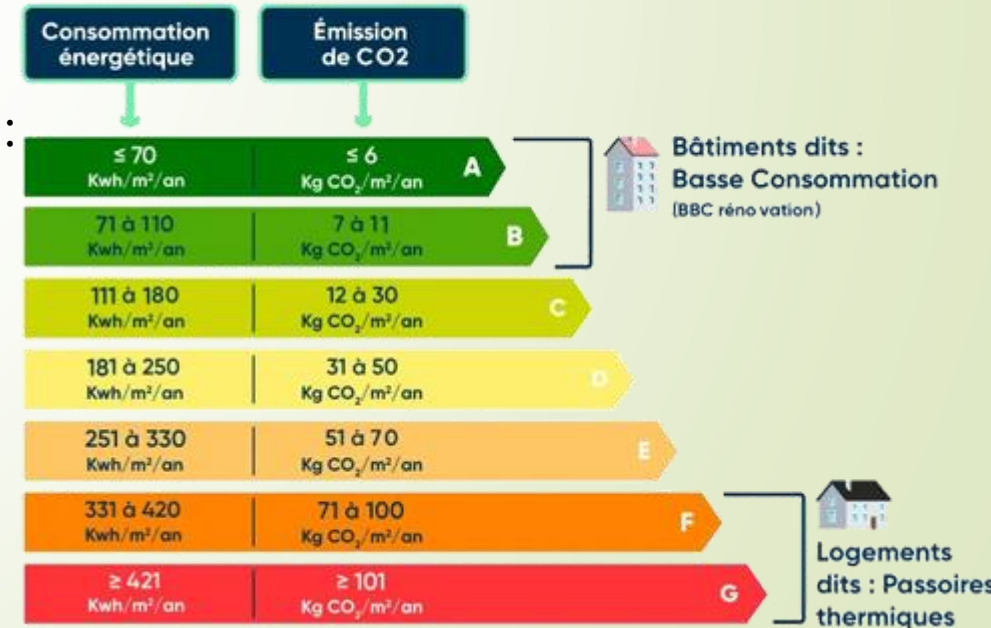 Consommation
énergétique
Émission
de CO2
:
:
≤ 70
Kwh/m²/an
≤ 6
Kg CO₂/m²/an
A
71 à 110
Kwh/m²/an
7 à 11
Kg CO₂/m²/an
B
111 à 180
Kwh/m²/an
12 à 30
Kg CO₂/m²/an
C
181 à 250
Kwh/m²/an
31 à 50
Kg CO₂/m²/an
D
251 à 330
Kwh/m²/an
51 à 70
Kg CO₂/m²/an
E
331 à 420
Kwh/m²/an
71 à 100
Kg CO₂/m²/an
F
≥ 421
Kwh/m²/an
≥ 101
Kg CO₂/m²/an
G
Bâtiments dits :
Basse Consommation
(BBC réno vation)
Logements
dits : Passoires
thermiques